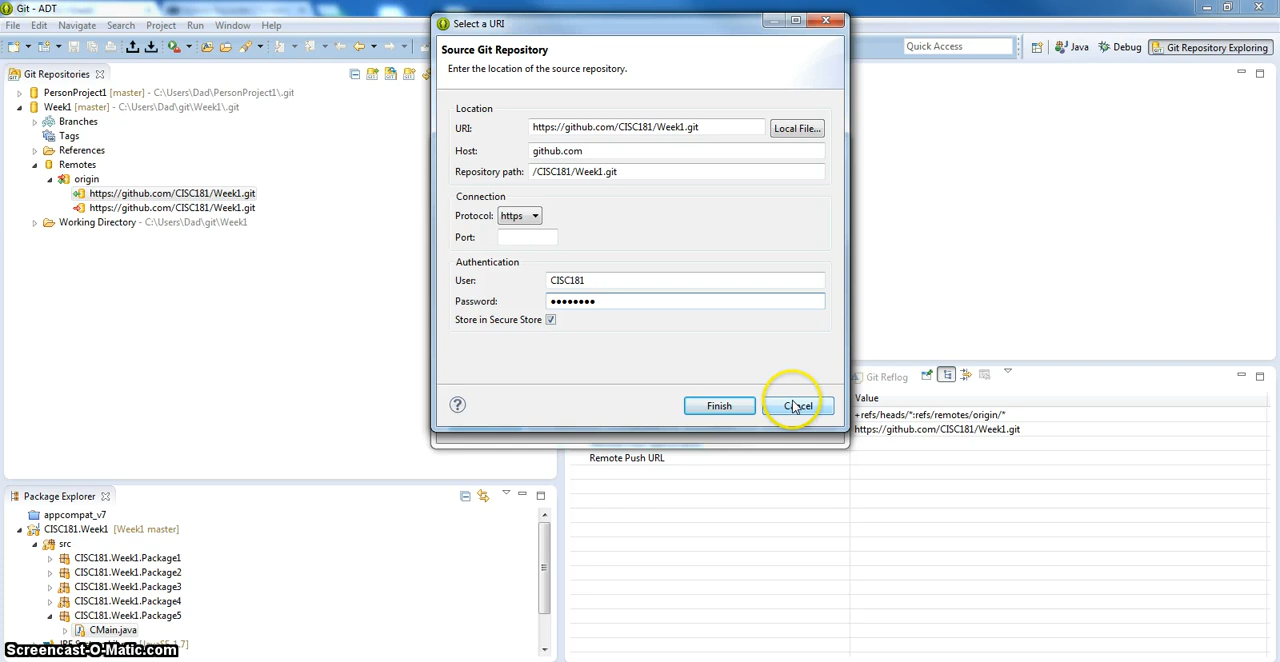 Git - ADT
File Edit Navigate Search Project Run Window Help
Quick Access
Java
Debug
Git Repository Exploring
Git Repositories
PersonProject1 [master] - C:\Users\Dad\PersonProject1\.git
Week1 [master] - C:\Users\Dad\git\Week1\.git
Branches
Tags
References
Remotes
origin
https://github.com/CISC181/Week1.git
https://github.com/CISC181/Week1.git
Working Directory - C:\Users\Dad\git\Week1
Select a URI
Source Git Repository
Enter the location of the source repository.
Location
URI: https://github.com/CISC181/Week1.git Local File...
Host: github.com
Repository path: /CISC181/Week1.git
Connection
Protocol: https
Port:
Authentication
User: CISC181
Password: ●●●●●●●●
Store in Secure Store
? Finish Cancel
Git Reflog
Value
+refs/heads/*:refs/remotes/origin/*
https://github.com/CISC181/Week1.git
Remote Push URL
Package Explorer
appcompat_v7
CISC181.Week1 [Week1 master]
src
CISC181.Week1.Package1
CISC181.Week1.Package2
CISC181.Week1.Package3
CISC181.Week1.Package4
CISC181.Week1.Package5
CMain.java
Screencast-O-Matic.com